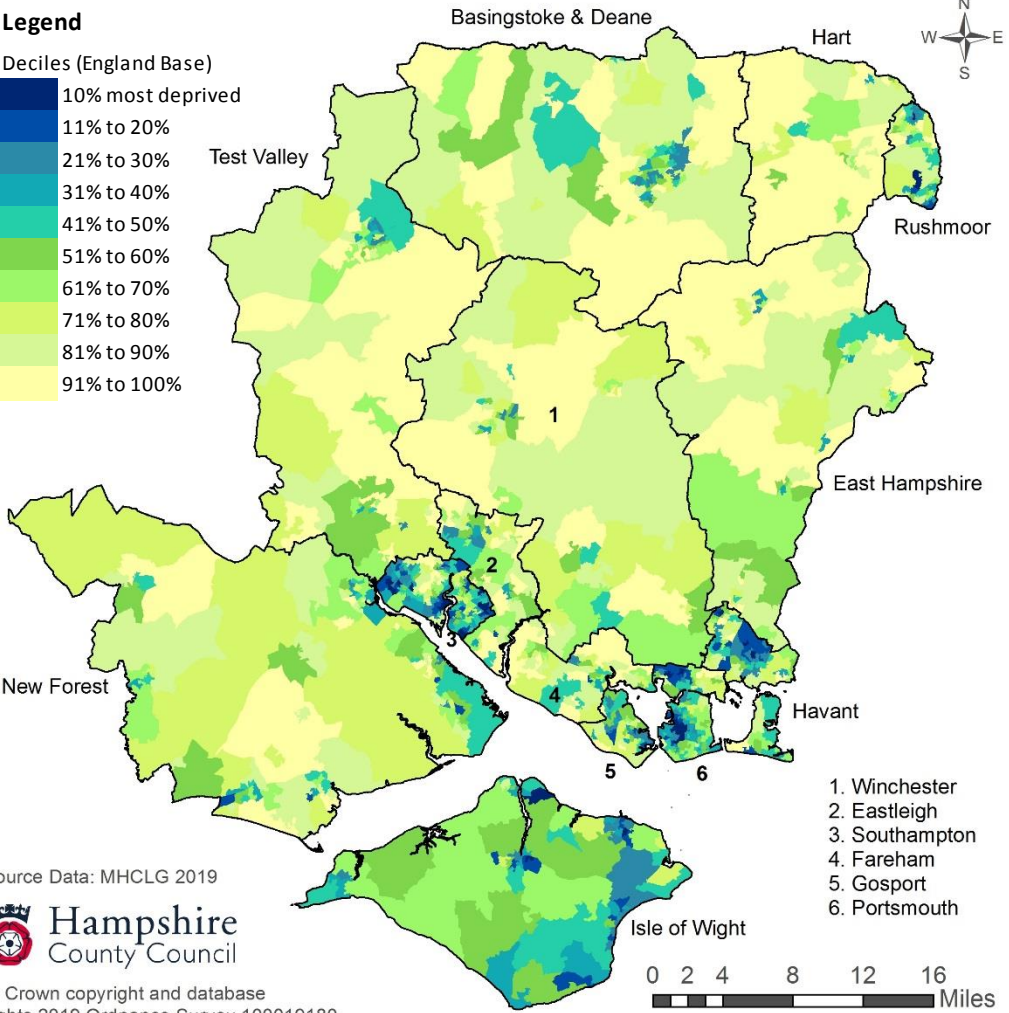 Legend
Deciles (England Base)
10% most deprived
11% to 20%
21% to 30%
31% to 40%
41% to 50%
51% to 60%
61% to 70%
71% to 80%
81% to 90%
91% to 100%
Basingstoke & Deane
Hart
N
W E
S
Test Valley
Rushmoor
1
East Hampshire
2
3
New Forest
4
Havant
5
6
1. Winchester
2. Eastleigh
3. Southampton
4. Fareham
5. Gosport
6. Portsmouth
Isle of Wight
0 2 4 8 12 16
Miles
ource Data: MHCLG 2019
Hampshire
County Council
Crown copyright and database
2019 Ordnance Survey